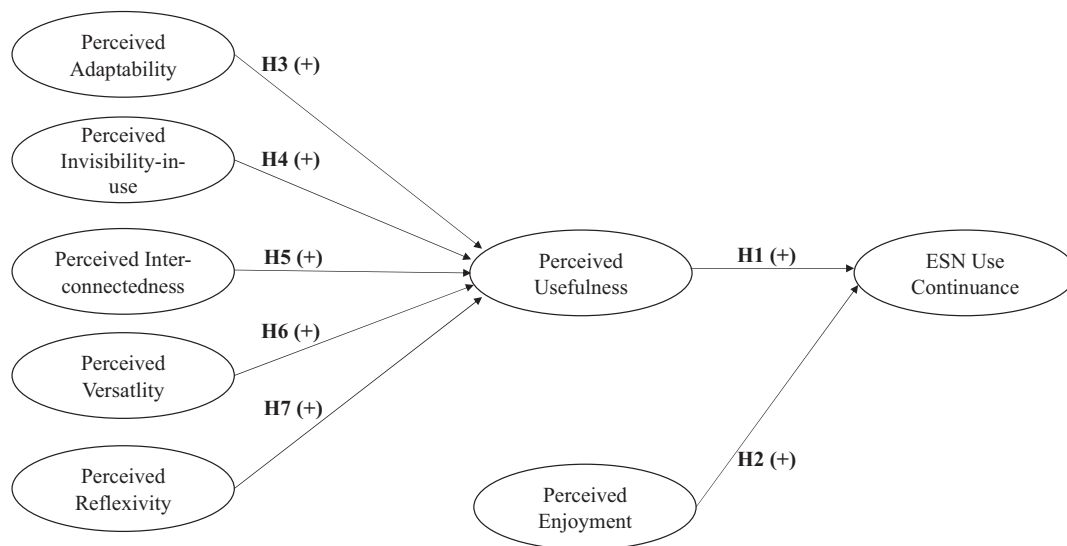 Perceived
Adaptability
H3 (+)
Perceived
Invisibility-in-
use
H4 (+)
Perceived Inter-
connectedness
H5 (+)
Perceived
Versatlity
H6 (+)
Perceived
Reflexivity
H7 (+)
Perceived
Usefulness
H1 (+)
ESN Use
Continuance
Perceived
Enjoyment
H2 (+)